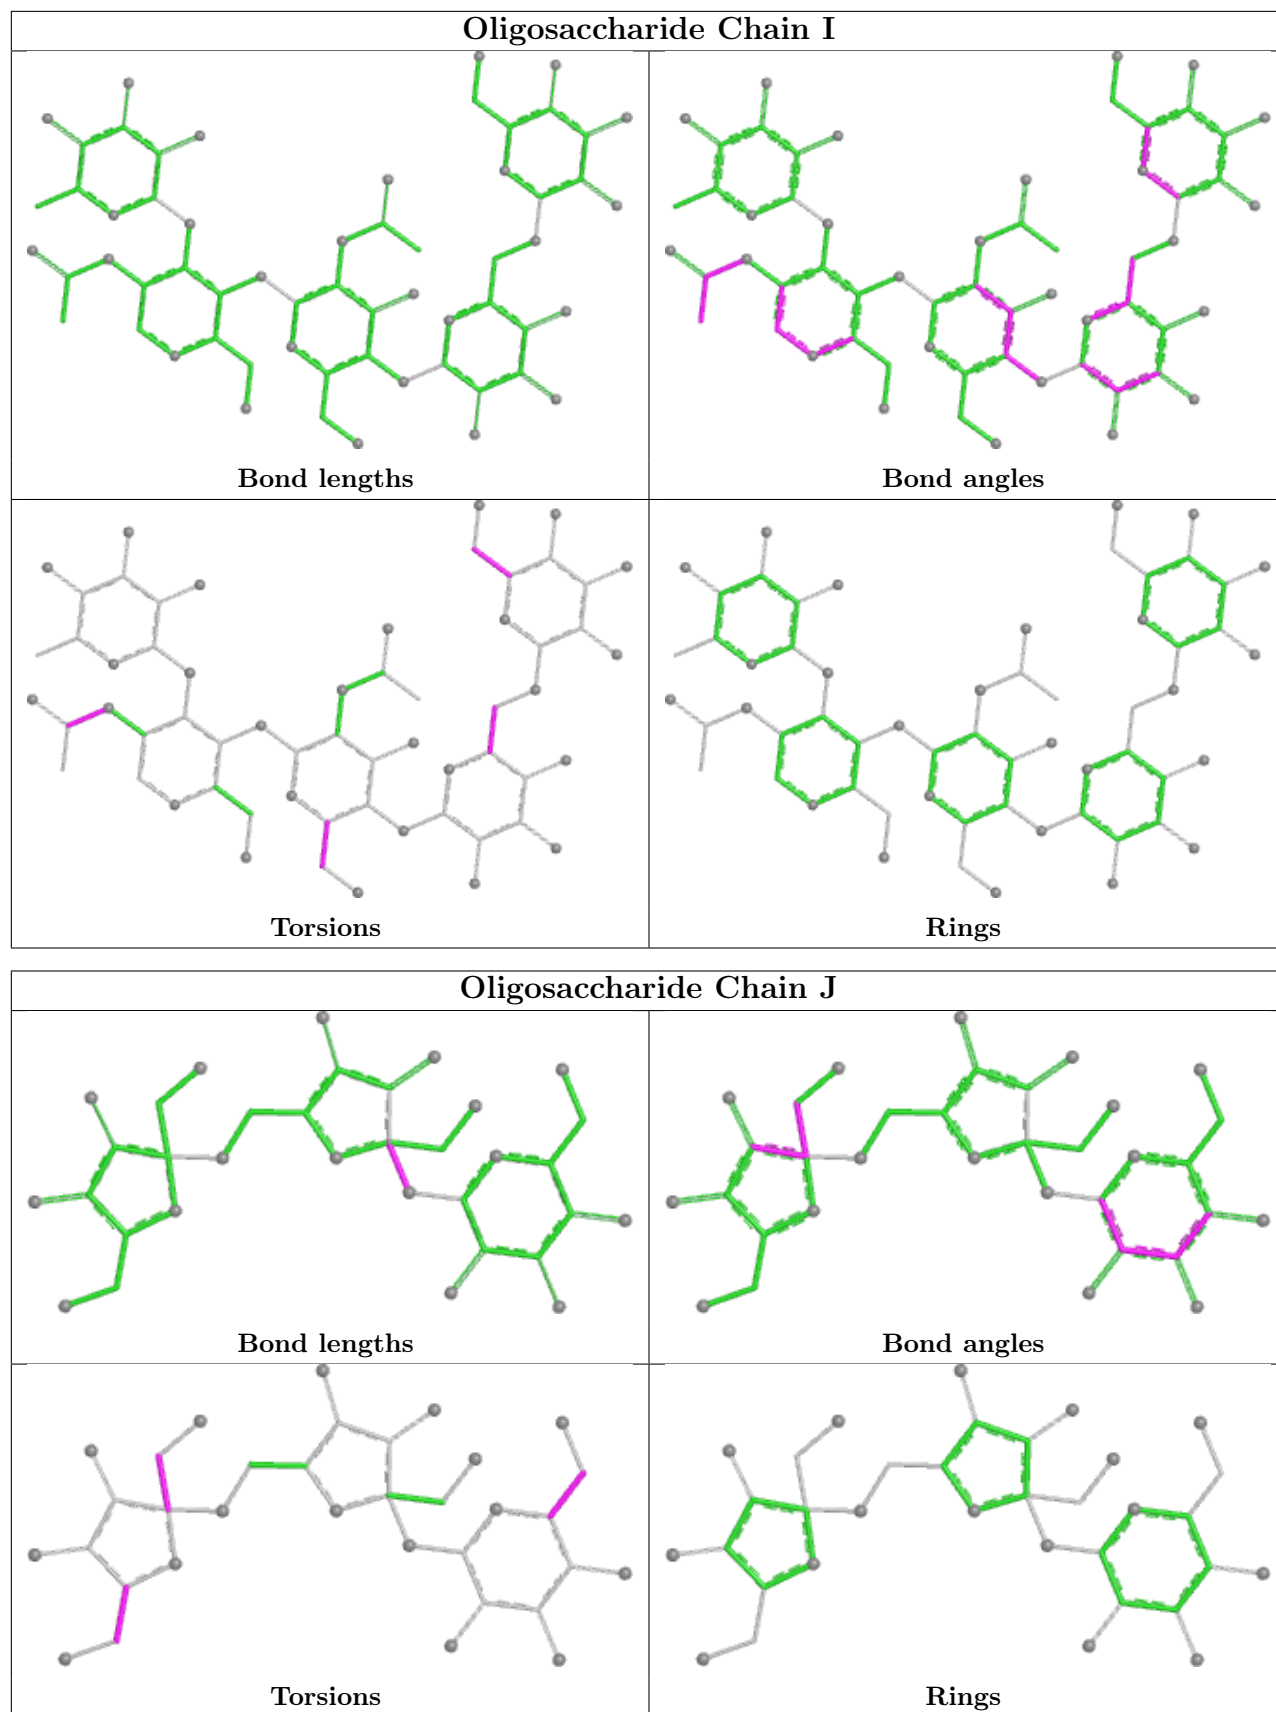 Oligosaccharide Chain I
Bond lengths
Bond angles
Torsions
Rings
Oligosaccharide Chain J
Bond lengths
Bond angles
Torsions
Rings